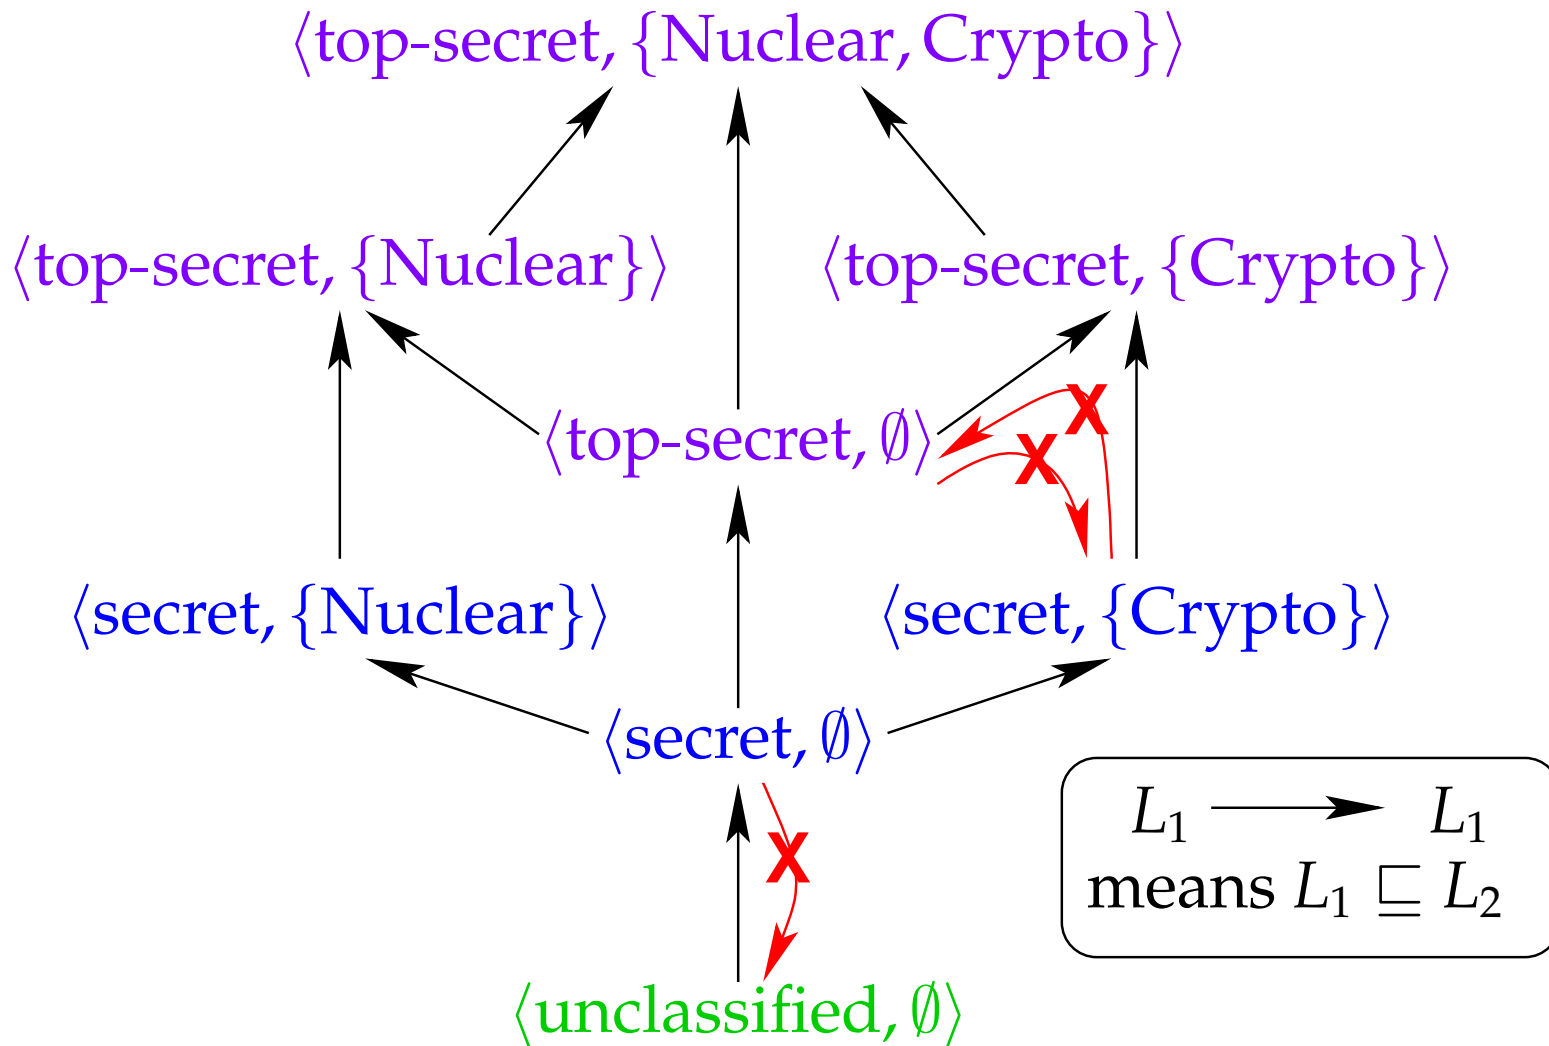 ⟨top-secret, {Nuclear, Crypto}⟩
⟨top-secret, {Nuclear}⟩
⟨top-secret, {Crypto}⟩
X
⟨top-secret, ∅⟩
X
⟨secret, {Nuclear}⟩
⟨secret, {Crypto}⟩
⟨secret, ∅⟩
L₁ → L₁
X
means L₁ ⊑ L₂
⟨unclassified, ∅⟩